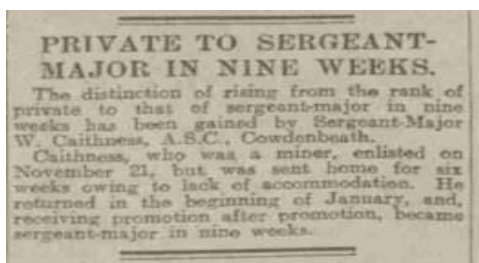 PRIVATE TO SERGEANT-
MAJOR IN NINE WEEKS.
The distinction of rising from the rank of
private to that of sergeant-major in nine
weeks has been gained by Sergeant-Major
W. Caithness, A.S.C., Cowdenbeath.
Caithness, who was a miner, enlisted on
November 21, but was sent home for six
weeks owing to lack of accommodation. He
returned in the beginning of January, and,
receiving promotion after promotion, became
sergeant-major in nine weeks.